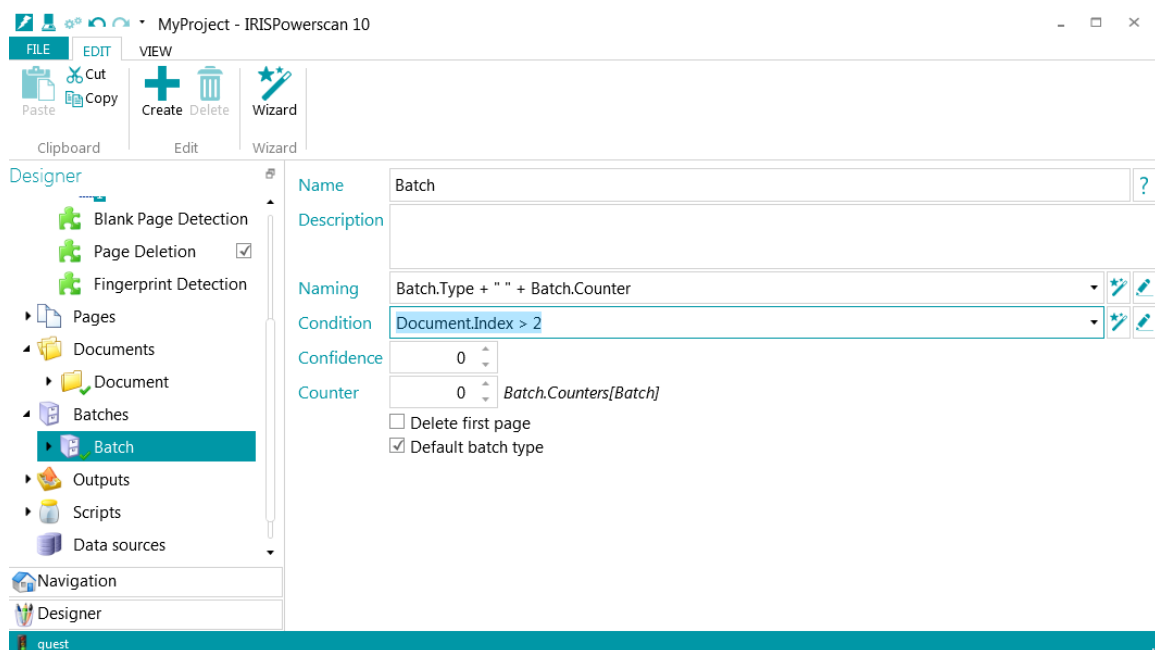 MyProject - IRISPowerscan 10
FILE EDIT VIEW
Paste
Cut
Copy
Create Delete
Wizard
Clipboard Edit Wizard
Designer
Blank Page Detection
Page Deletion
Fingerprint Detection
Pages
Documents
Document
Batches
Batch
Outputs
Scripts
Data sources
Navigation
Designer
guest
Name Batch ?
Description
Naming Batch.Type + " " + Batch.Counter
Condition Document.Index > 2
Confidence 0
Counter 0 Batch.Counters[Batch]
Delete first page
Default batch type